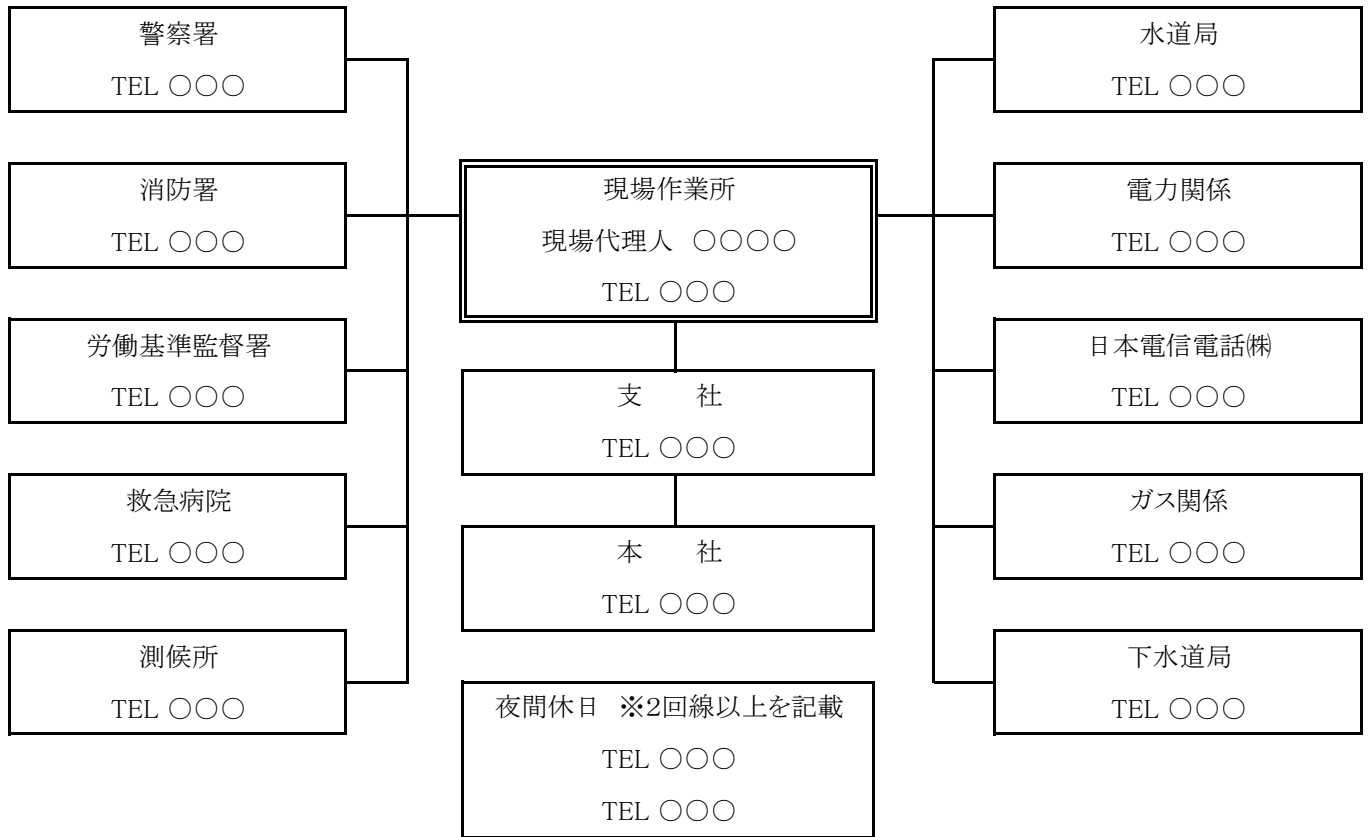 警察署
TEL ○○○
消防署
TEL ○○○
労働基準監督署
TEL ○○○
救急病院
TEL ○○○
測候所
TEL ○○○
現場作業所
現場代理人　○○○○
TEL ○○○
支　　社
TEL ○○○
本　　社
TEL ○○○
夜間休日　※2回線以上を記載
TEL ○○○
TEL ○○○
水道局
TEL ○○○
電力関係
TEL ○○○
日本電信電話㈱
TEL ○○○
ガス関係
TEL ○○○
下水道局
TEL ○○○